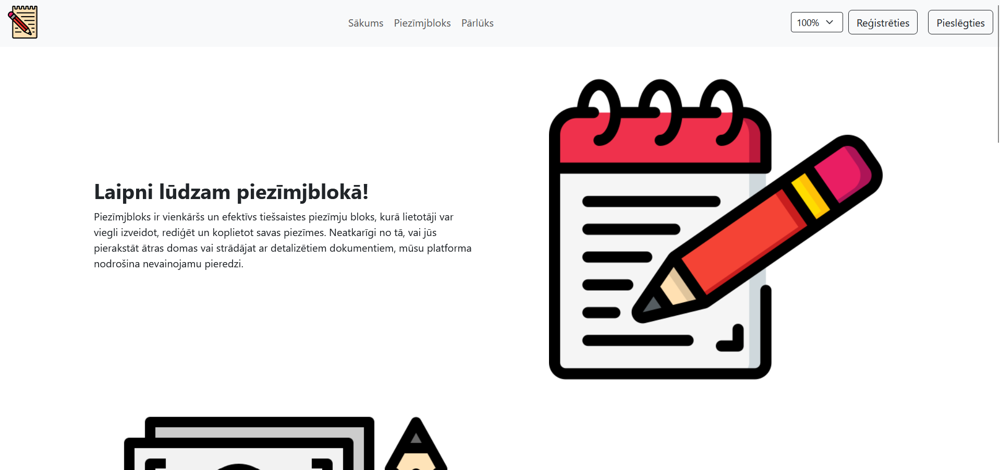 Sākums Piezīmjbloks Pārlūks 100% Reģistrēties Pieslēgties
Laipni lūdzam piezīmjblokā!
Piezīmjbloks ir vienkāršs un efektīvs tiešsaistes piezīmju bloks, kurā lietotāji var
viegli izveidot, rediģēt un koplietot savas piezīmes. Neatkarīgi no tā, vai jūs
pierakstāt ātras domas vai strādājat ar detalizētiem dokumentiem, mūsu platforma
nodrošina nevainojamu pieredzi.